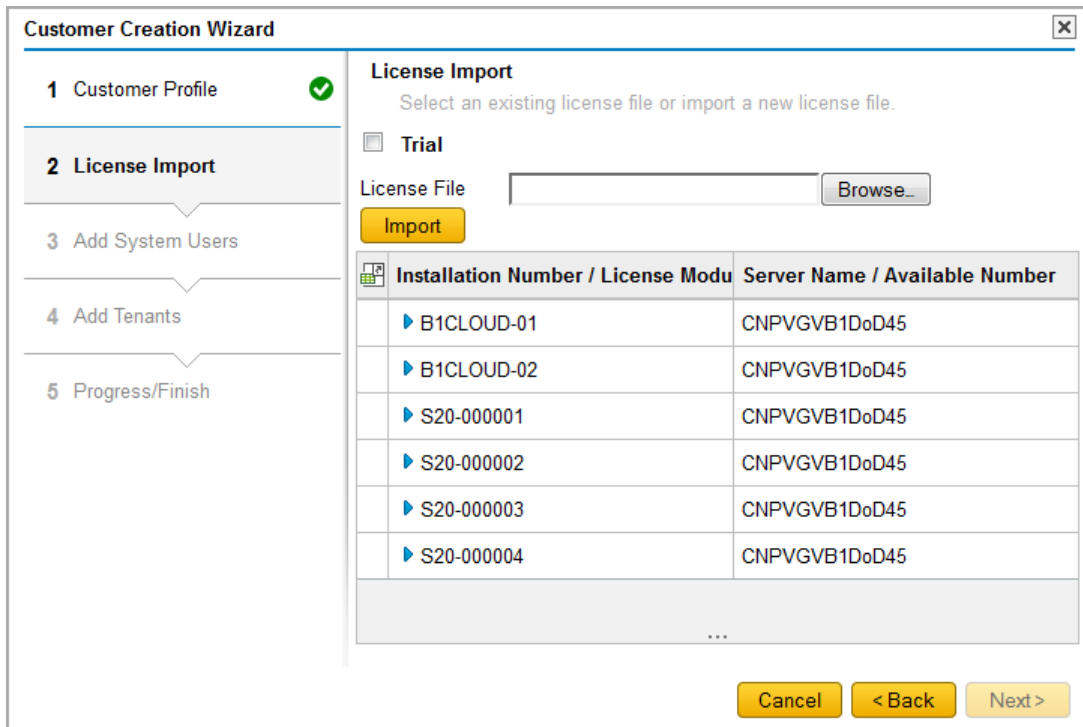 Customer Creation Wizard
1 Customer Profile
2 License Import
3 Add System Users
4 Add Tenants
5 Progress/Finish
License Import
Select an existing license file or import a new license file.
Trial
License File Browse...
Import
Installation Number / License Modu Server Name / Available Number
B1CLOUD-01 CNPVGVB1DoD45
B1CLOUD-02 CNPVGVB1DoD45
S20-000001 CNPVGVB1DoD45
S20-000002 CNPVGVB1DoD45
S20-000003 CNPVGVB1DoD45
S20-000004 CNPVGVB1DoD45
...
Cancel < Back Next >